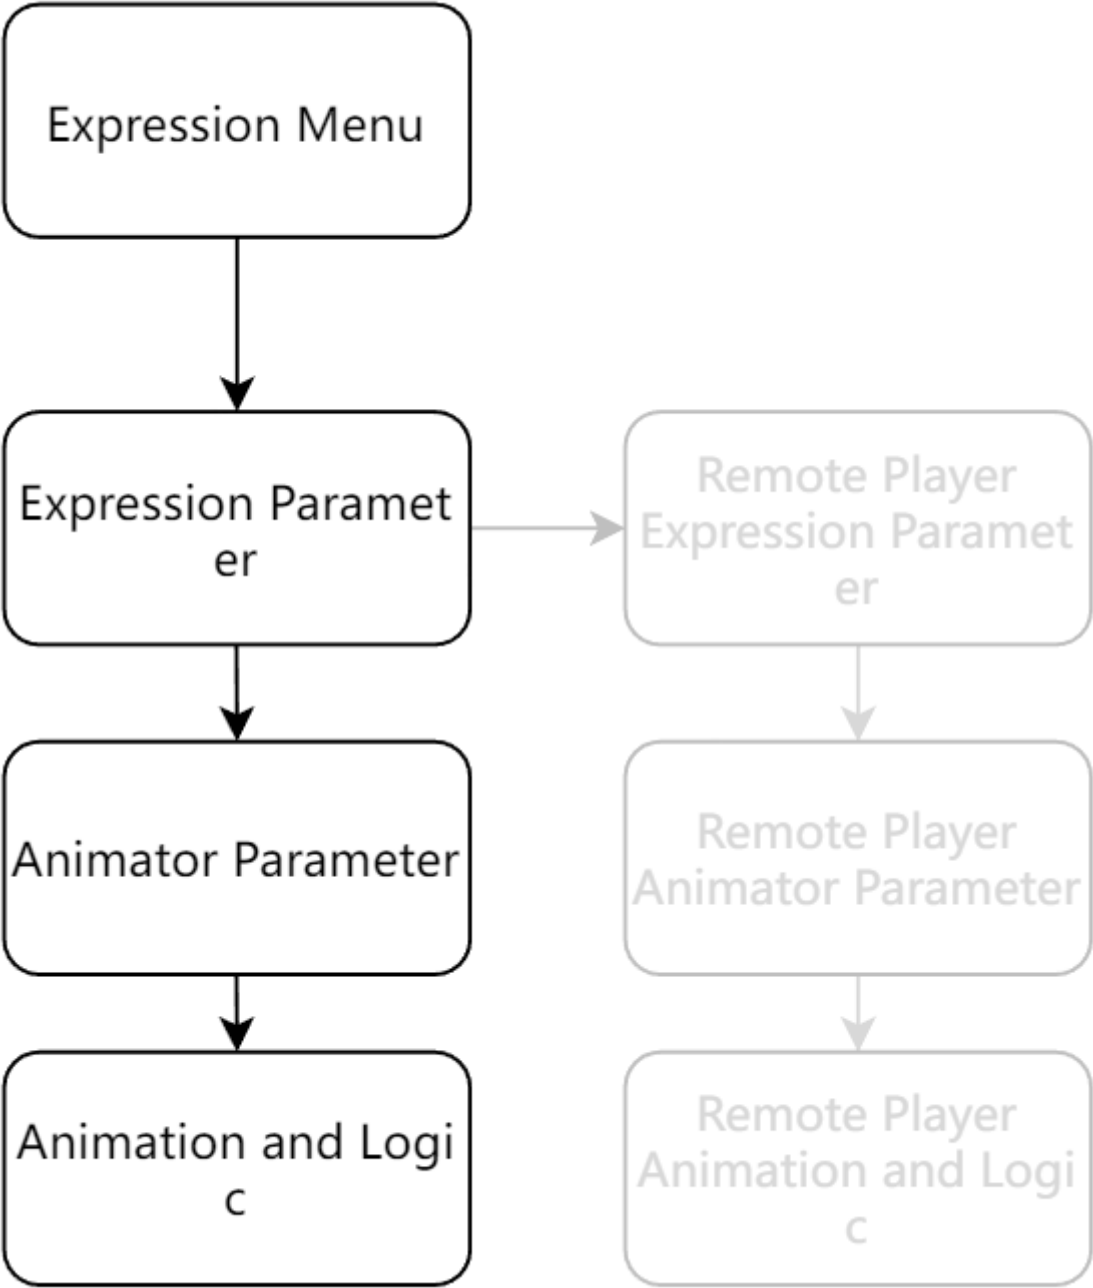 Expression Menu
Expression Paramet
er
Remote Player
Expression Paramet
er
Animator Parameter
Remote Player
Animator Parameter
Animation and Logi
c
Remote Player
Animation and Logi
c